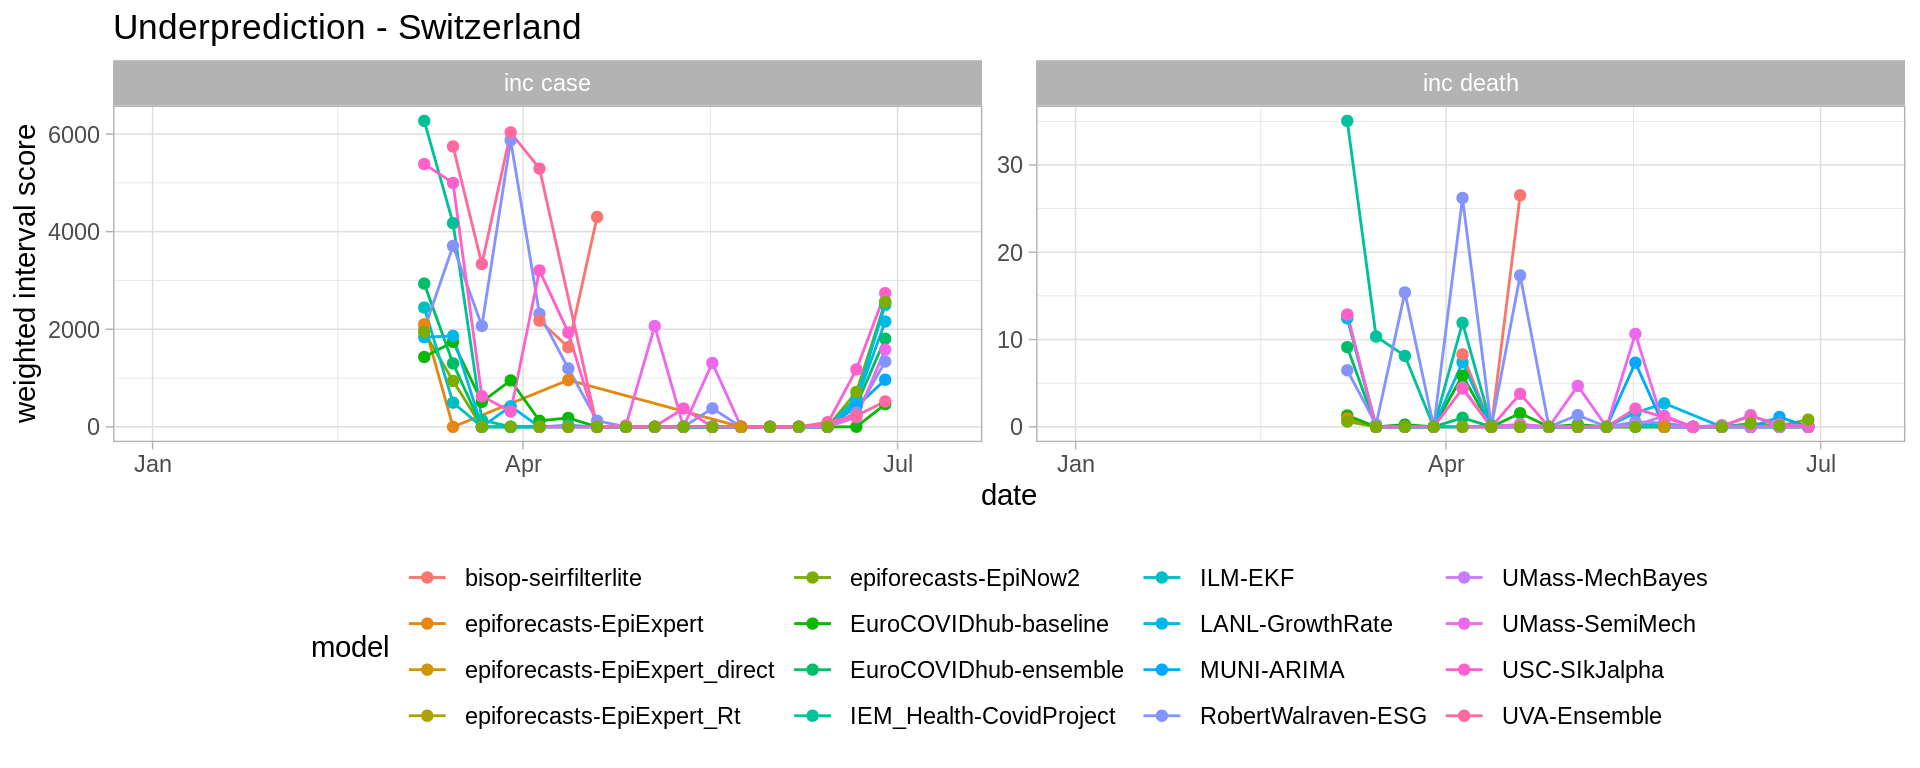 Underprediction - Switzerland
inc case
inc death
weighted interval score
6000
4000
2000
0
30
20
10
0
Jan
Apr
Jul
Jan
Apr
Jul
date
model
bisop-seirfilterlite
epiforecasts-EpiExpert
epiforecasts-EpiExpert_direct
epiforecasts-EpiExpert_Rt
epiforecasts-EpiNow2
EuroCOVIDhub-baseline
EuroCOVIDhub-ensemble
IEM_Health-CovidProject
ILM-EKF
LANL-GrowthRate
MUNI-ARIMA
RobertWalraven-ESG
UMass-MechBayes
UMass-SemiMech
USC-SIkJalpha
UVA-Ensemble